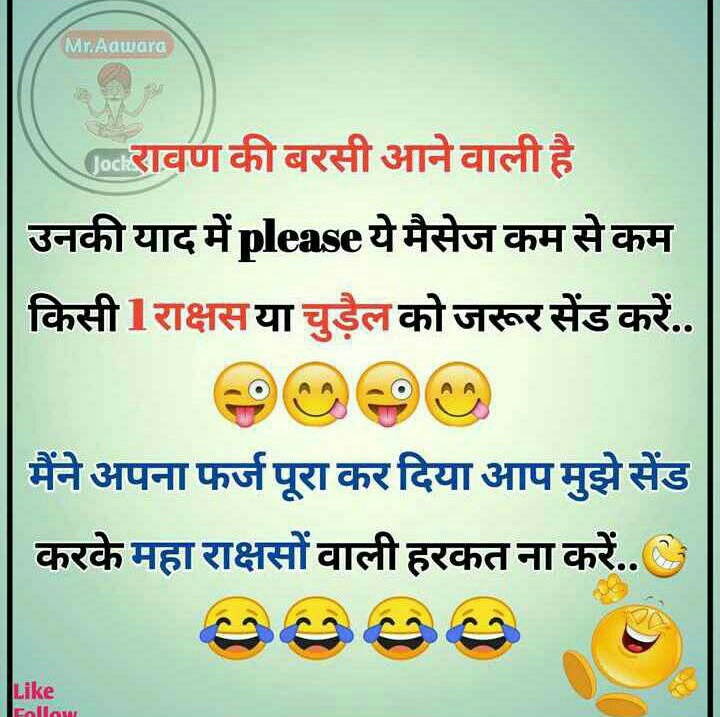 Mr.Aawara
Jock
रावण की बरसी आने वाली है
उनकी याद में please ये मैसेज कम से कम
किसी 1 राक्षस या चुड़ैल को जरूर सेंड करें..
मैंने अपना फर्ज पूरा कर दिया आप मुझे सेंड
करके महा राक्षसों वाली हरकत ना करें..
Like
Follow